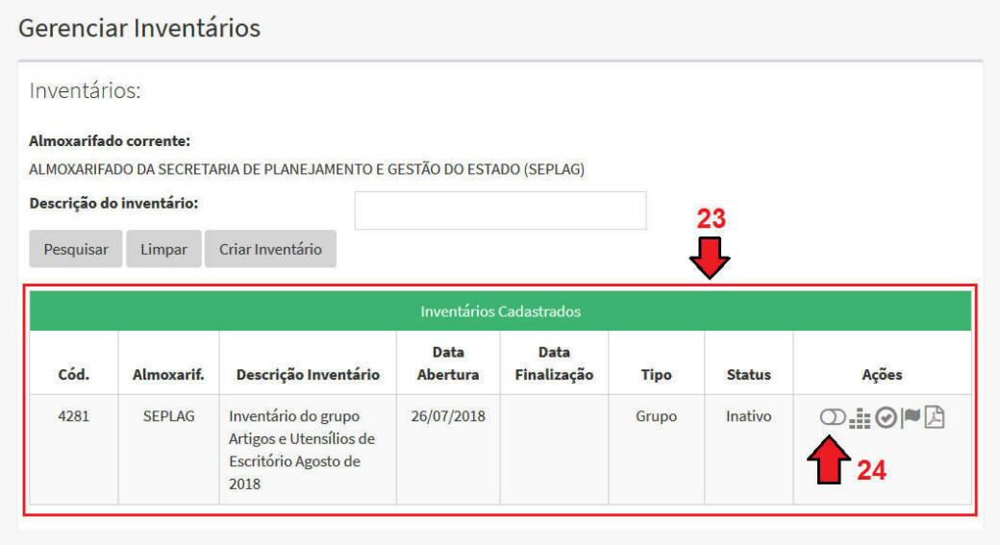 Gerenciar Inventários
Inventários:
Almoxarifado corrente:
ALMOXARIFADO DA SECRETARIA DE PLANEJAMENTO E GESTÃO DO ESTADO (SEPLAG)
Descrição do inventário:
23
Pesquisar Limpar Criar Inventário
Inventários Cadastrados
Cód. Almoxarif. Descrição Inventário Data Abertura Data Finalização Tipo Status Ações
4281 SEPLAG Inventário do grupo 26/07/2018 Grupo Inativo
Artigos e Utensílios de
Escritório Agosto de
2018
24